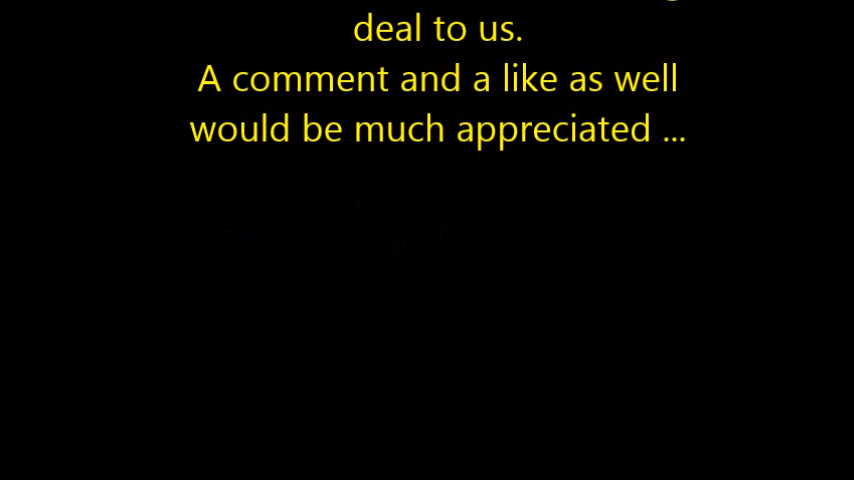 deal to us.
A comment and a like as well
would be much appreciated ...